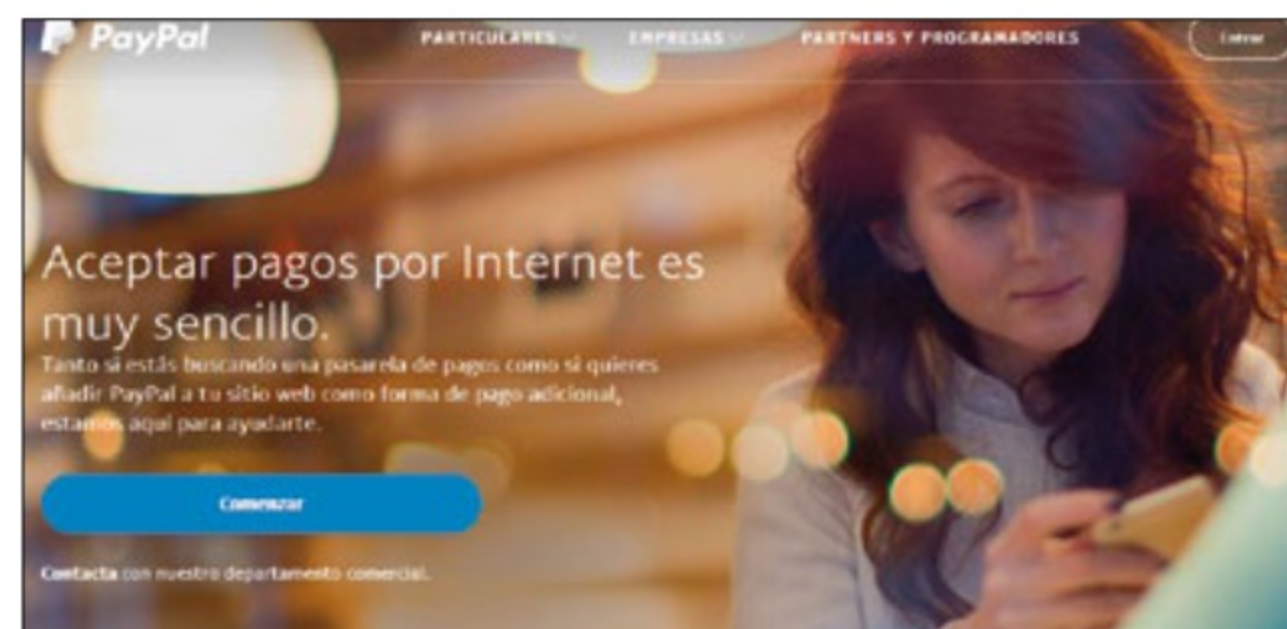 PayPal
PARTICULARES
EMPRESAS
PARTNERS Y PROGRAMADORES
Entrar
Aceptar pagos por Internet es
muy sencillo.
Tanto si estás buscando una pasarela de pagos como si quieres
añadir PayPal a tu sitio web como forma de pago adicional,
estamos aquí para ayudarte.
Comenzar
Contacta con nuestro departamento comercial.